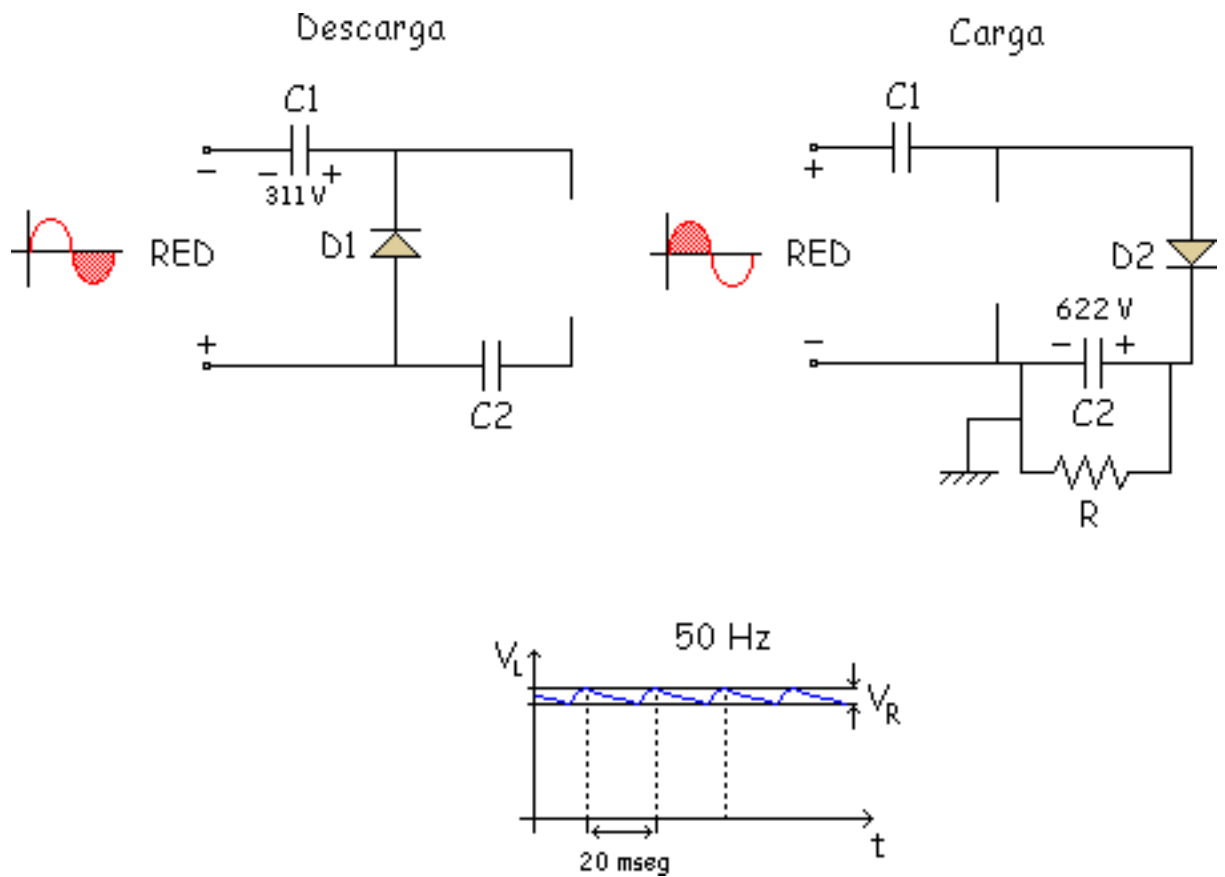 Descarga
C1
−
− +
311 V
D1
RED
+
C2
Carga
C1
+
RED
D2
622 V
−
− +
C2
R
50 Hz
VL
VR
t
20 mseg